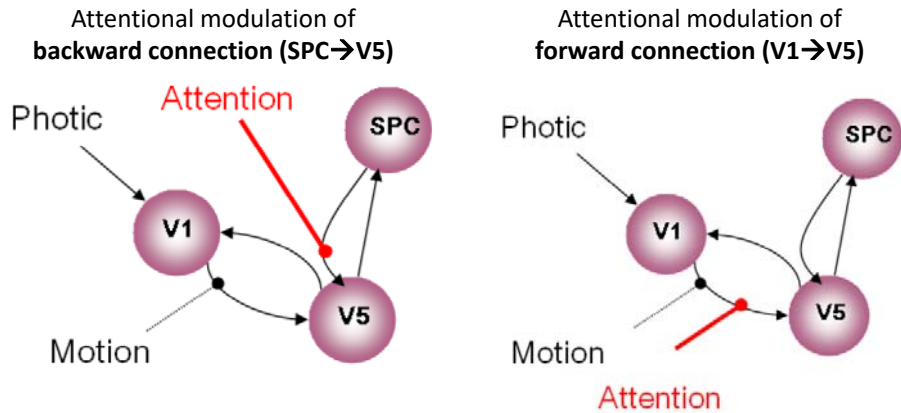 Attentional modulation of
backward connection (SPC→V5)
Attention
Photic
SPC
V1
V5
Motion
Attentional modulation of
forward connection (V1→V5)
Photic
SPC
V1
V5
Motion
Attention